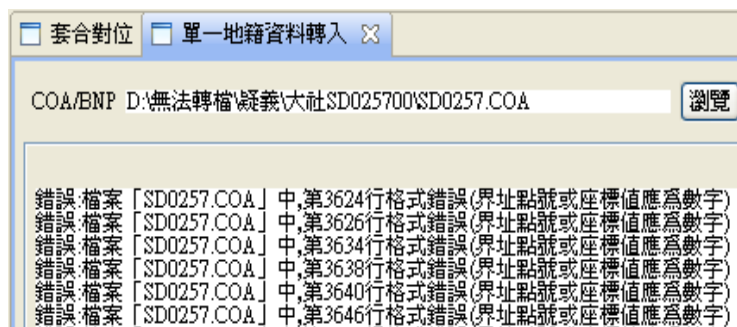 套合對位 單一地籍資料轉入
COA/BNP D:\無法轉檔\疑義\大社SD025700\SD0257.COA 瀏覽
錯誤:檔案「SD0257.COA」中,第3624行格式錯誤(界址點號或座標值應爲數字)
錯誤:檔案「SD0257.COA」中,第3626行格式錯誤(界址點號或座標值應爲數字)
錯誤:檔案「SD0257.COA」中,第3634行格式錯誤(界址點號或座標值應爲數字)
錯誤:檔案「SD0257.COA」中,第3638行格式錯誤(界址點號或座標值應爲數字)
錯誤:檔案「SD0257.COA」中,第3640行格式錯誤(界址點號或座標值應爲數字)
錯誤:檔案「SD0257.COA」中,第3646行格式錯誤(界址點號或座標值應爲數字)